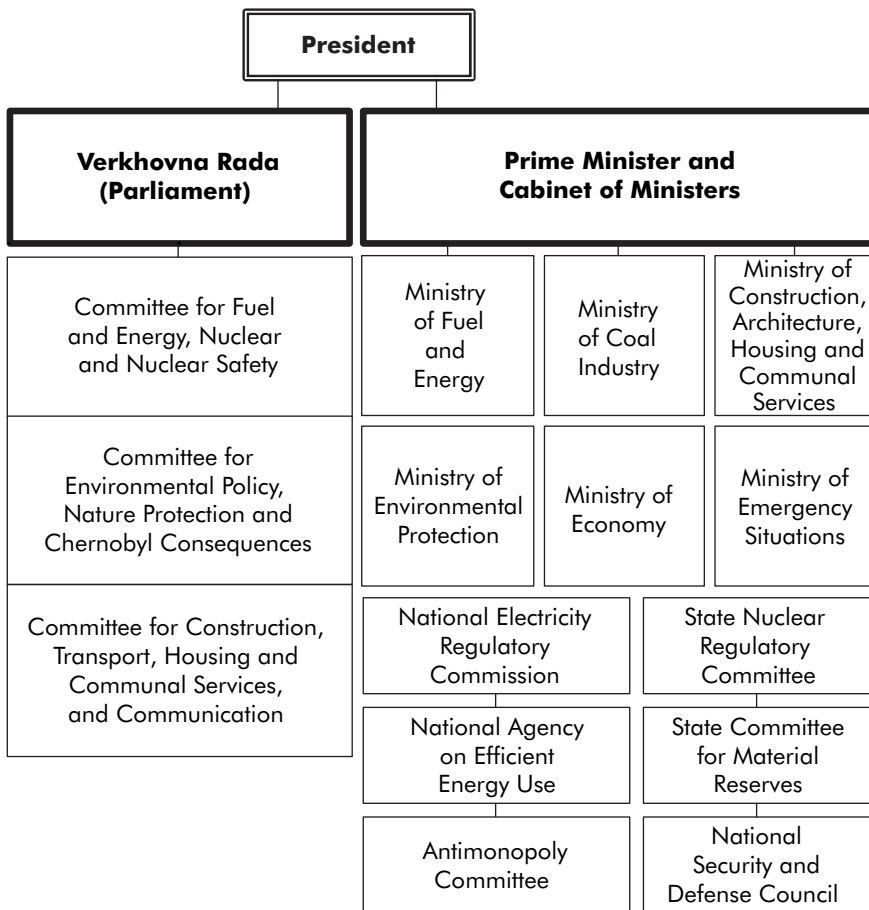 President
Verkhovna Rada
(Parliament)
Prime Minister and
Cabinet of Ministers
Committee for Fuel
and Energy, Nuclear
and Nuclear Safety
Ministry
of Fuel
and
Energy
Ministry
of Coal
Industry
Ministry of
Construction,
Architecture,
Housing and
Communal
Services
Committee for
Environmental Policy,
Nature Protection and
Chernobyl Consequences
Ministry of
Environmental
Protection
Ministry of
Economy
Ministry of
Emergency
Situations
Committee for Construction,
Transport, Housing and
Communal Services,
and Communication
National Electricity
Regulatory
Commission
State Nuclear
Regulatory
Committee
National Agency
on Efficient
Energy Use
State Committee
for Material
Reserves
Antimonopoly
Committee
National
Security and
Defense Council